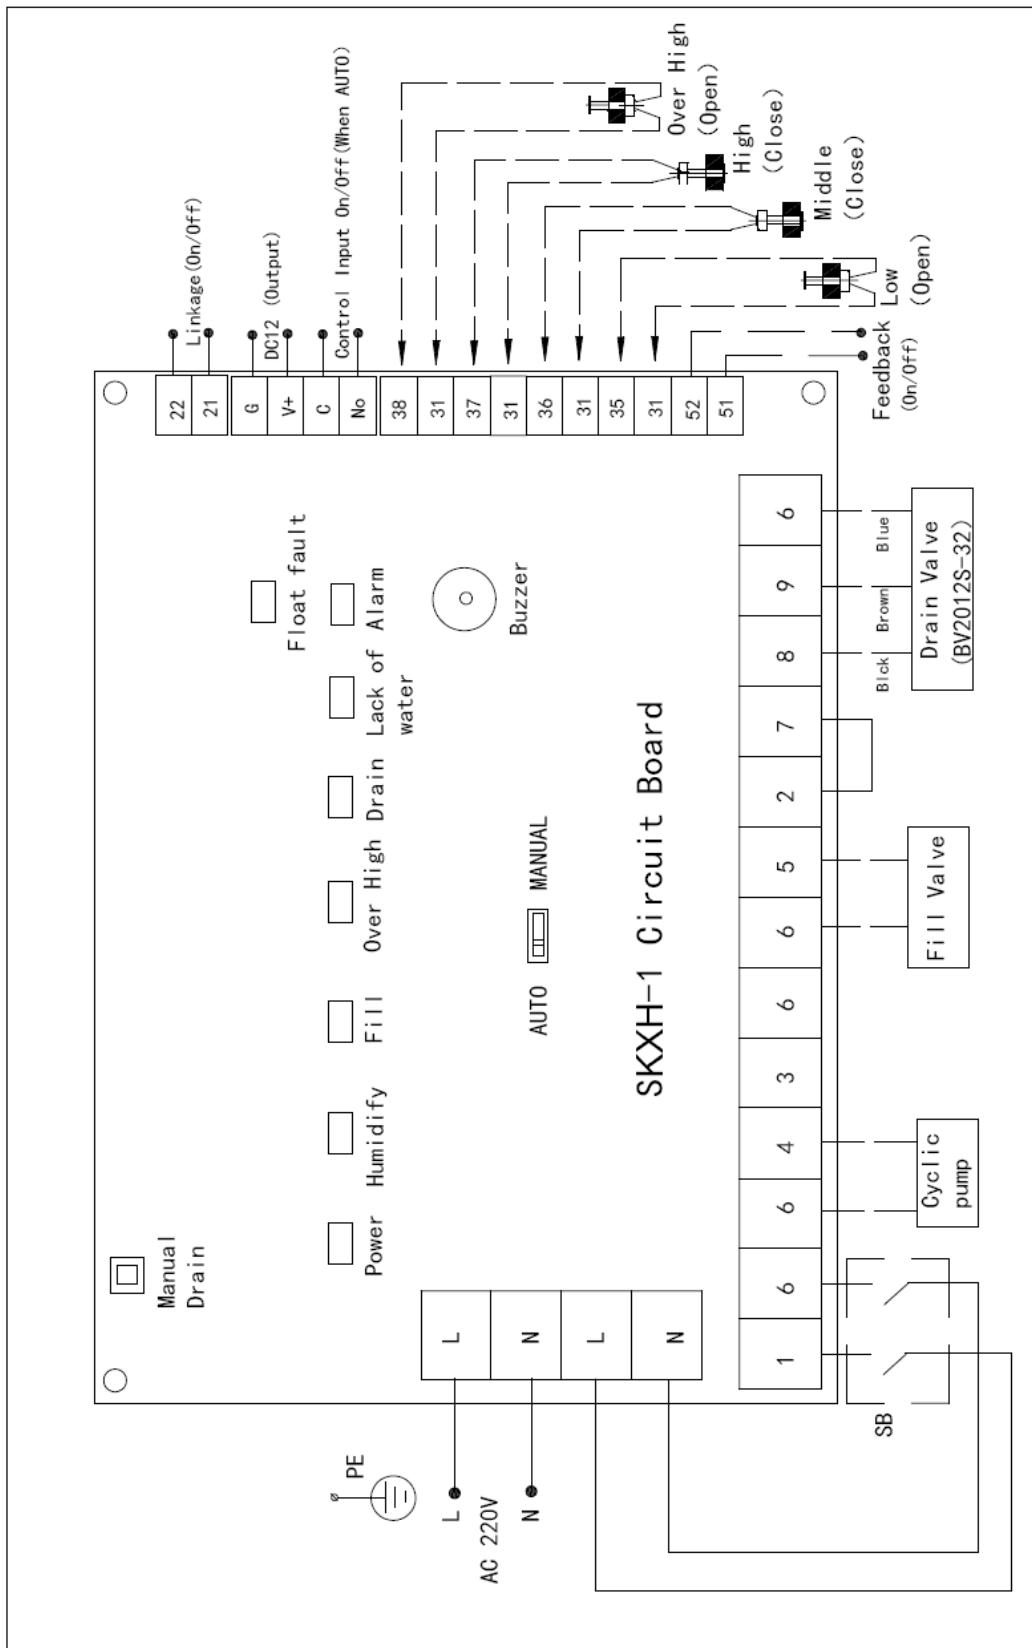 Manual
Drain
Power
Humidify
Fill
Over High
Drain
Lack of
water
Alarm
Float fault
Buzzer
AUTO
MANUAL
SKXH-1 Circuit Board
PE
L
AC 220V
N
L
N
L
N
22
21
G
V+
C
No
38
31
37
31
36
31
35
31
52
51
Linkage(On/Off)
DC12 (Output)
Control Input On/Off(When AUTO)
Over High
(Open)
High
(Close)
Middle
(Close)
Low
(Open)
Feedback
(On/Off)
1
6
6
4
3
6
6
5
2
7
8
9
6
SB
Cyclic
pump
Fill Valve
Blck
Brown
Blue
Drain Valve
(BV2012S-32)